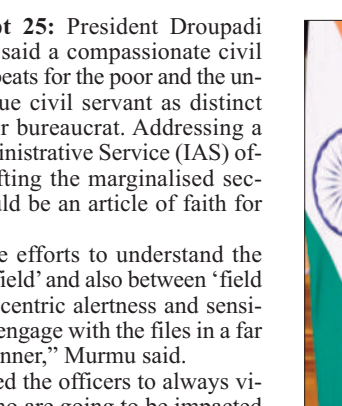 pt 25: President Droupadi
said a compassionate civil
beats for the poor and the un-
ue civil servant as distinct
r bureaucrat. Addressing a
inistrative Service (IAS) of-
fting the marginalised sec-
uld be an article of faith for
e efforts to understand the
field’ and also between ‘field
centric alertness and sensi-
engage with the files in a far
nner,” Murmu said.
ed the officers to always vi-
ho are going to be impacted